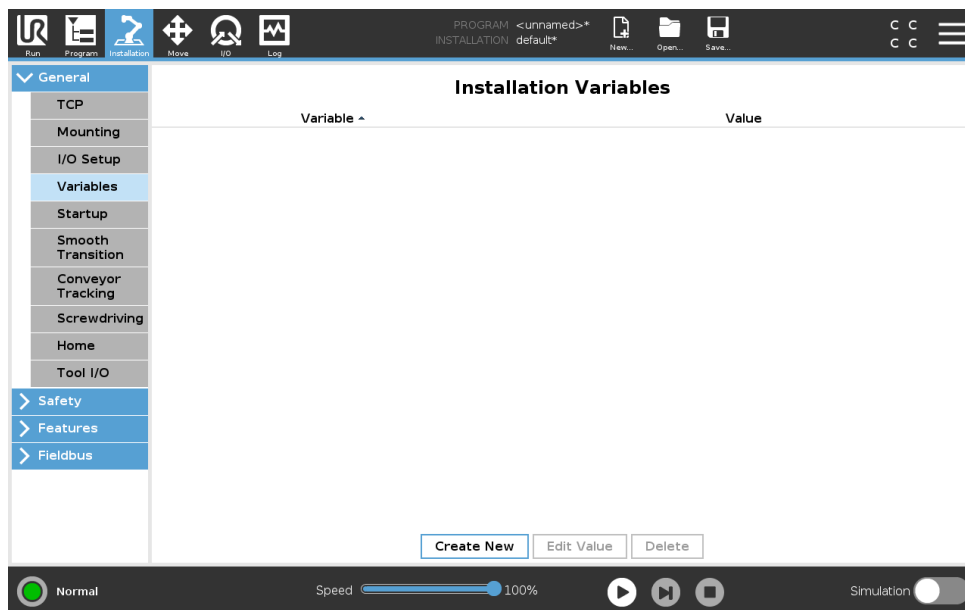 UR
Run
Program
Installation
Move
I/O
Log
PROGRAM <unnamed>*
INSTALLATION default*
New...
Open...
Save...
C C
C C
General
TCP
Mounting
I/O Setup
Variables
Startup
Smooth
Transition
Conveyor
Tracking
Screwdriving
Home
Tool I/O
Safety
Features
Fieldbus
Installation Variables
Variable Value
Create New Edit Value Delete
Normal
Speed 100%
Simulation